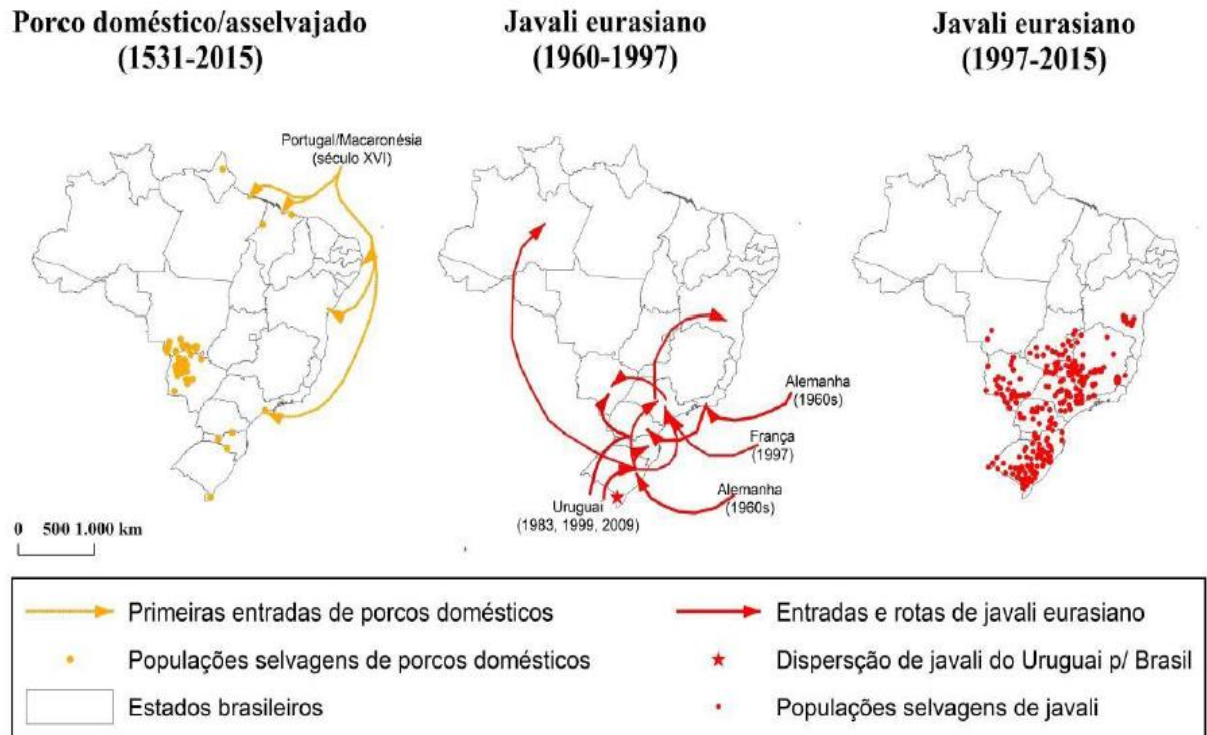 Porco doméstico/asselvajado
(1531-2015)
Javali eurasiano
(1960-1997)
Javali eurasiano
(1997-2015)
Portugal/Macaronésia
(século XVI)
Alemanha
(1960s)
França
(1997)
Alemanha
(1960s)
Uruguai
(1983, 1999, 2009)
0 500 1.000 km
Primeiras entradas de porcos domésticos
Populações selvagens de porcos domésticos
Estados brasileiros
Entradas e rotas de javali eurasiano
Dispersção de javali do Uruguai p/ Brasil
Populações selvagens de javali